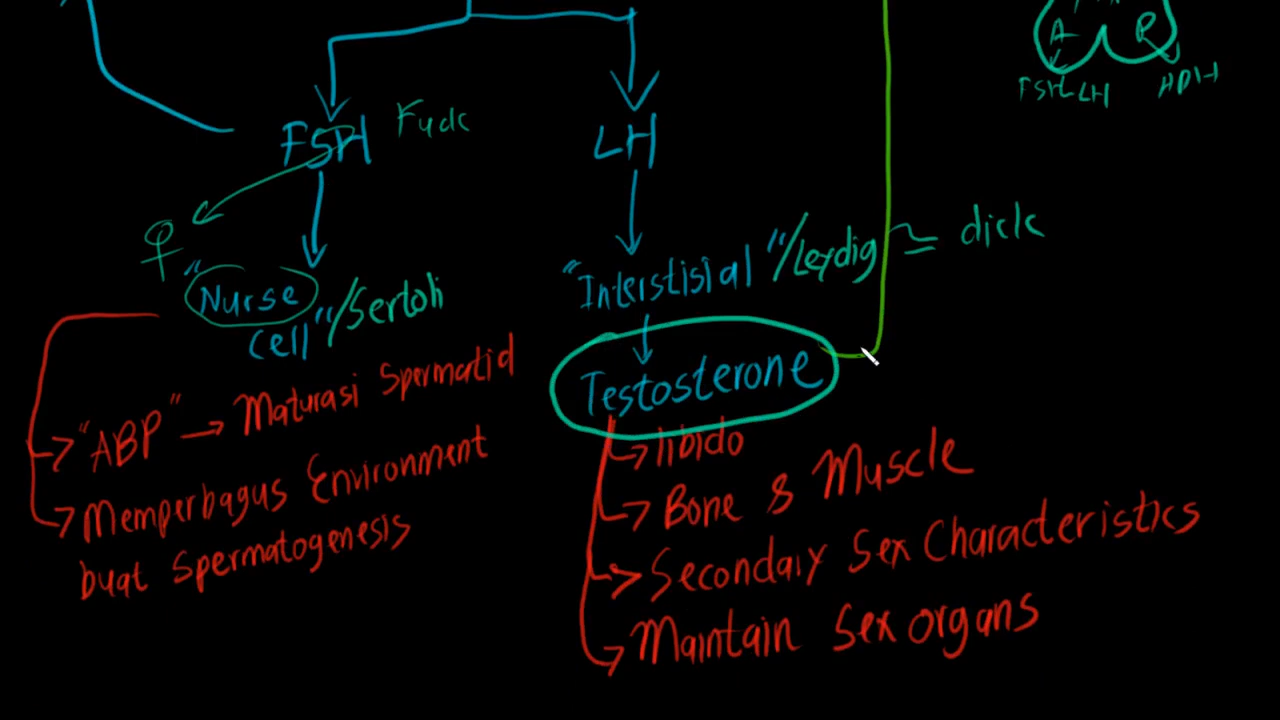 A R
FSH LH ADH
FSH Fuck LH
"Nurse
Cell"/Sertoli
"Interstisial"/Leydig ≅ dick
Testosterone
→ "ABP" → Maturasi Spermatid
→ Memperbagus Environment
buat Spermatogenesis
→ libido
→ Bone & Muscle
→ Secondary Sex Characteristics
→ Maintain Sex organs